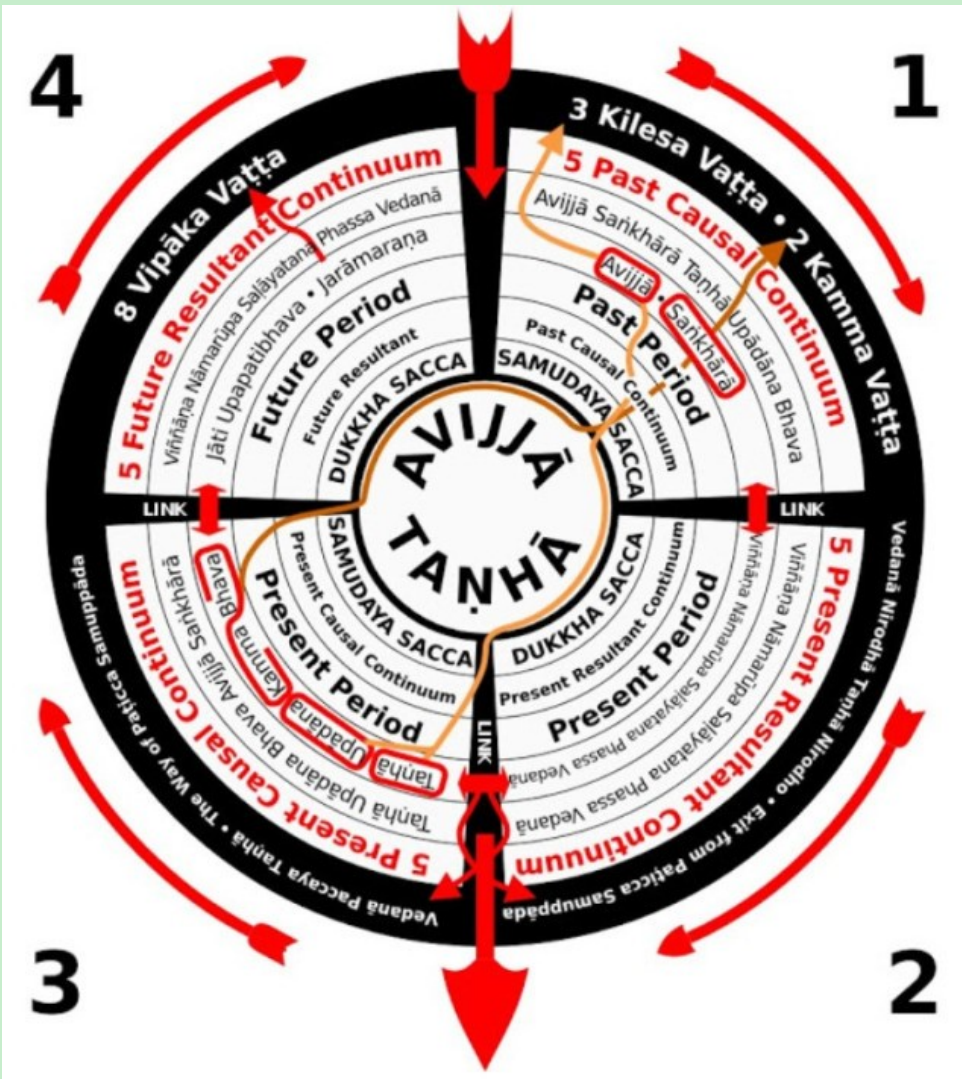 4
1
3 Kilesa Vaṭṭa • 2 Kamma Vaṭṭa
5 Past Causal Continuum
Avijjā Saṅkhārā Taṇhā Upādāna Bhava
Avijjā • Saṅkhārā
Past Period
Past Causal Continuum
SAMUDAYA SACCA
LINK
5 Present Resultant Continuum
Viññāṇa Nāmarūpa Saḷāyatana Phassa Vedanā
Viññāṇa Nāmarūpa Saḷāyatana Phassa Vedanā
Present Period
Present Resultant Continuum
DUKKHA SACCA
Vedanā Nirodhā Taṇhā Nirodho • Exit from Paṭicca Samuppāda
2
LINK
Vedanā Paccaya Taṇhā • The Way of Paṭicca Samuppāda
5 Present Causal Continuum
Taṇhā Upādāna Bhava Avijjā Saṅkhārā
Taṇhā Upādāna Kamma Bhava
Present Period
Present Causal Continuum
SAMUDAYA SACCA
3
LINK
8 Vipāka Vaṭṭa
5 Future Resultant Continuum
Viññāṇa Nāmarūpa Saḷāyatana Phassa Vedanā
Jāti Upapatibhava • Jarāmaraṇa
Future Period
Future Resultant
DUKKHA SACCA
AVIJJĀ
TAṆHĀ